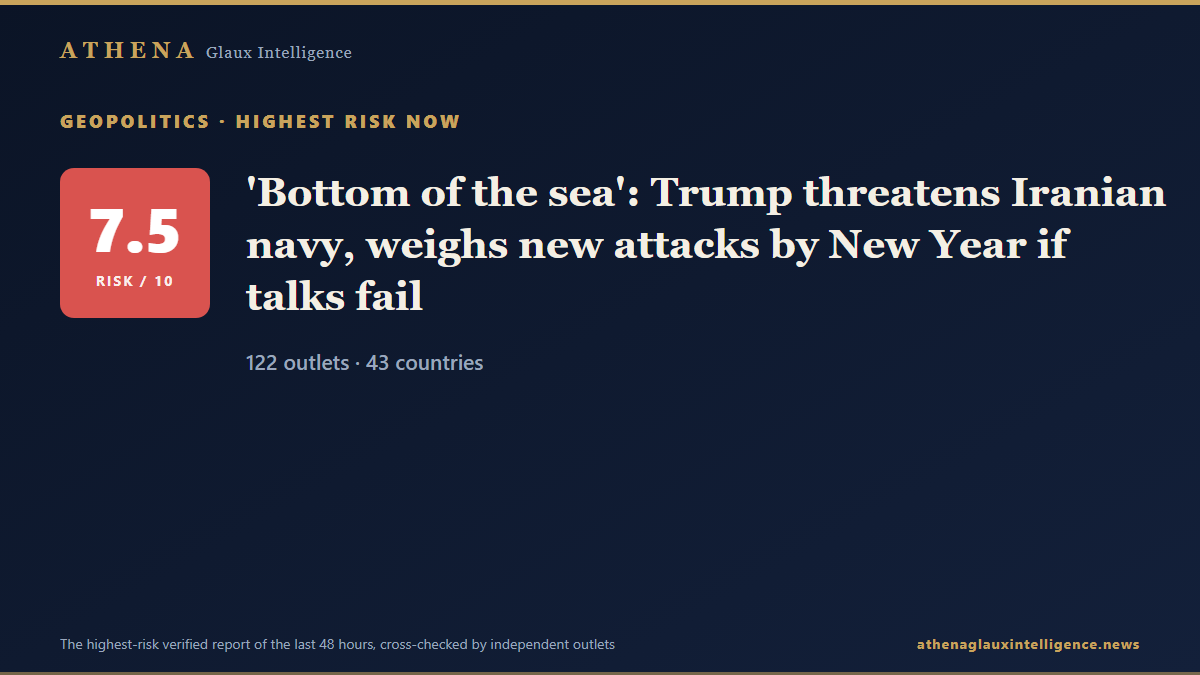 ATHENA Glaux Intelligence
GEOPOLITICS · HIGHEST RISK NOW
7.5
RISK / 10
'Bottom of the sea': Trump threatens Iranian
navy, weighs new attacks by New Year if
talks fail
122 outlets · 43 countries
The highest-risk verified report of the last 48 hours, cross-checked by independent outlets
athenaglauxintelligence.news